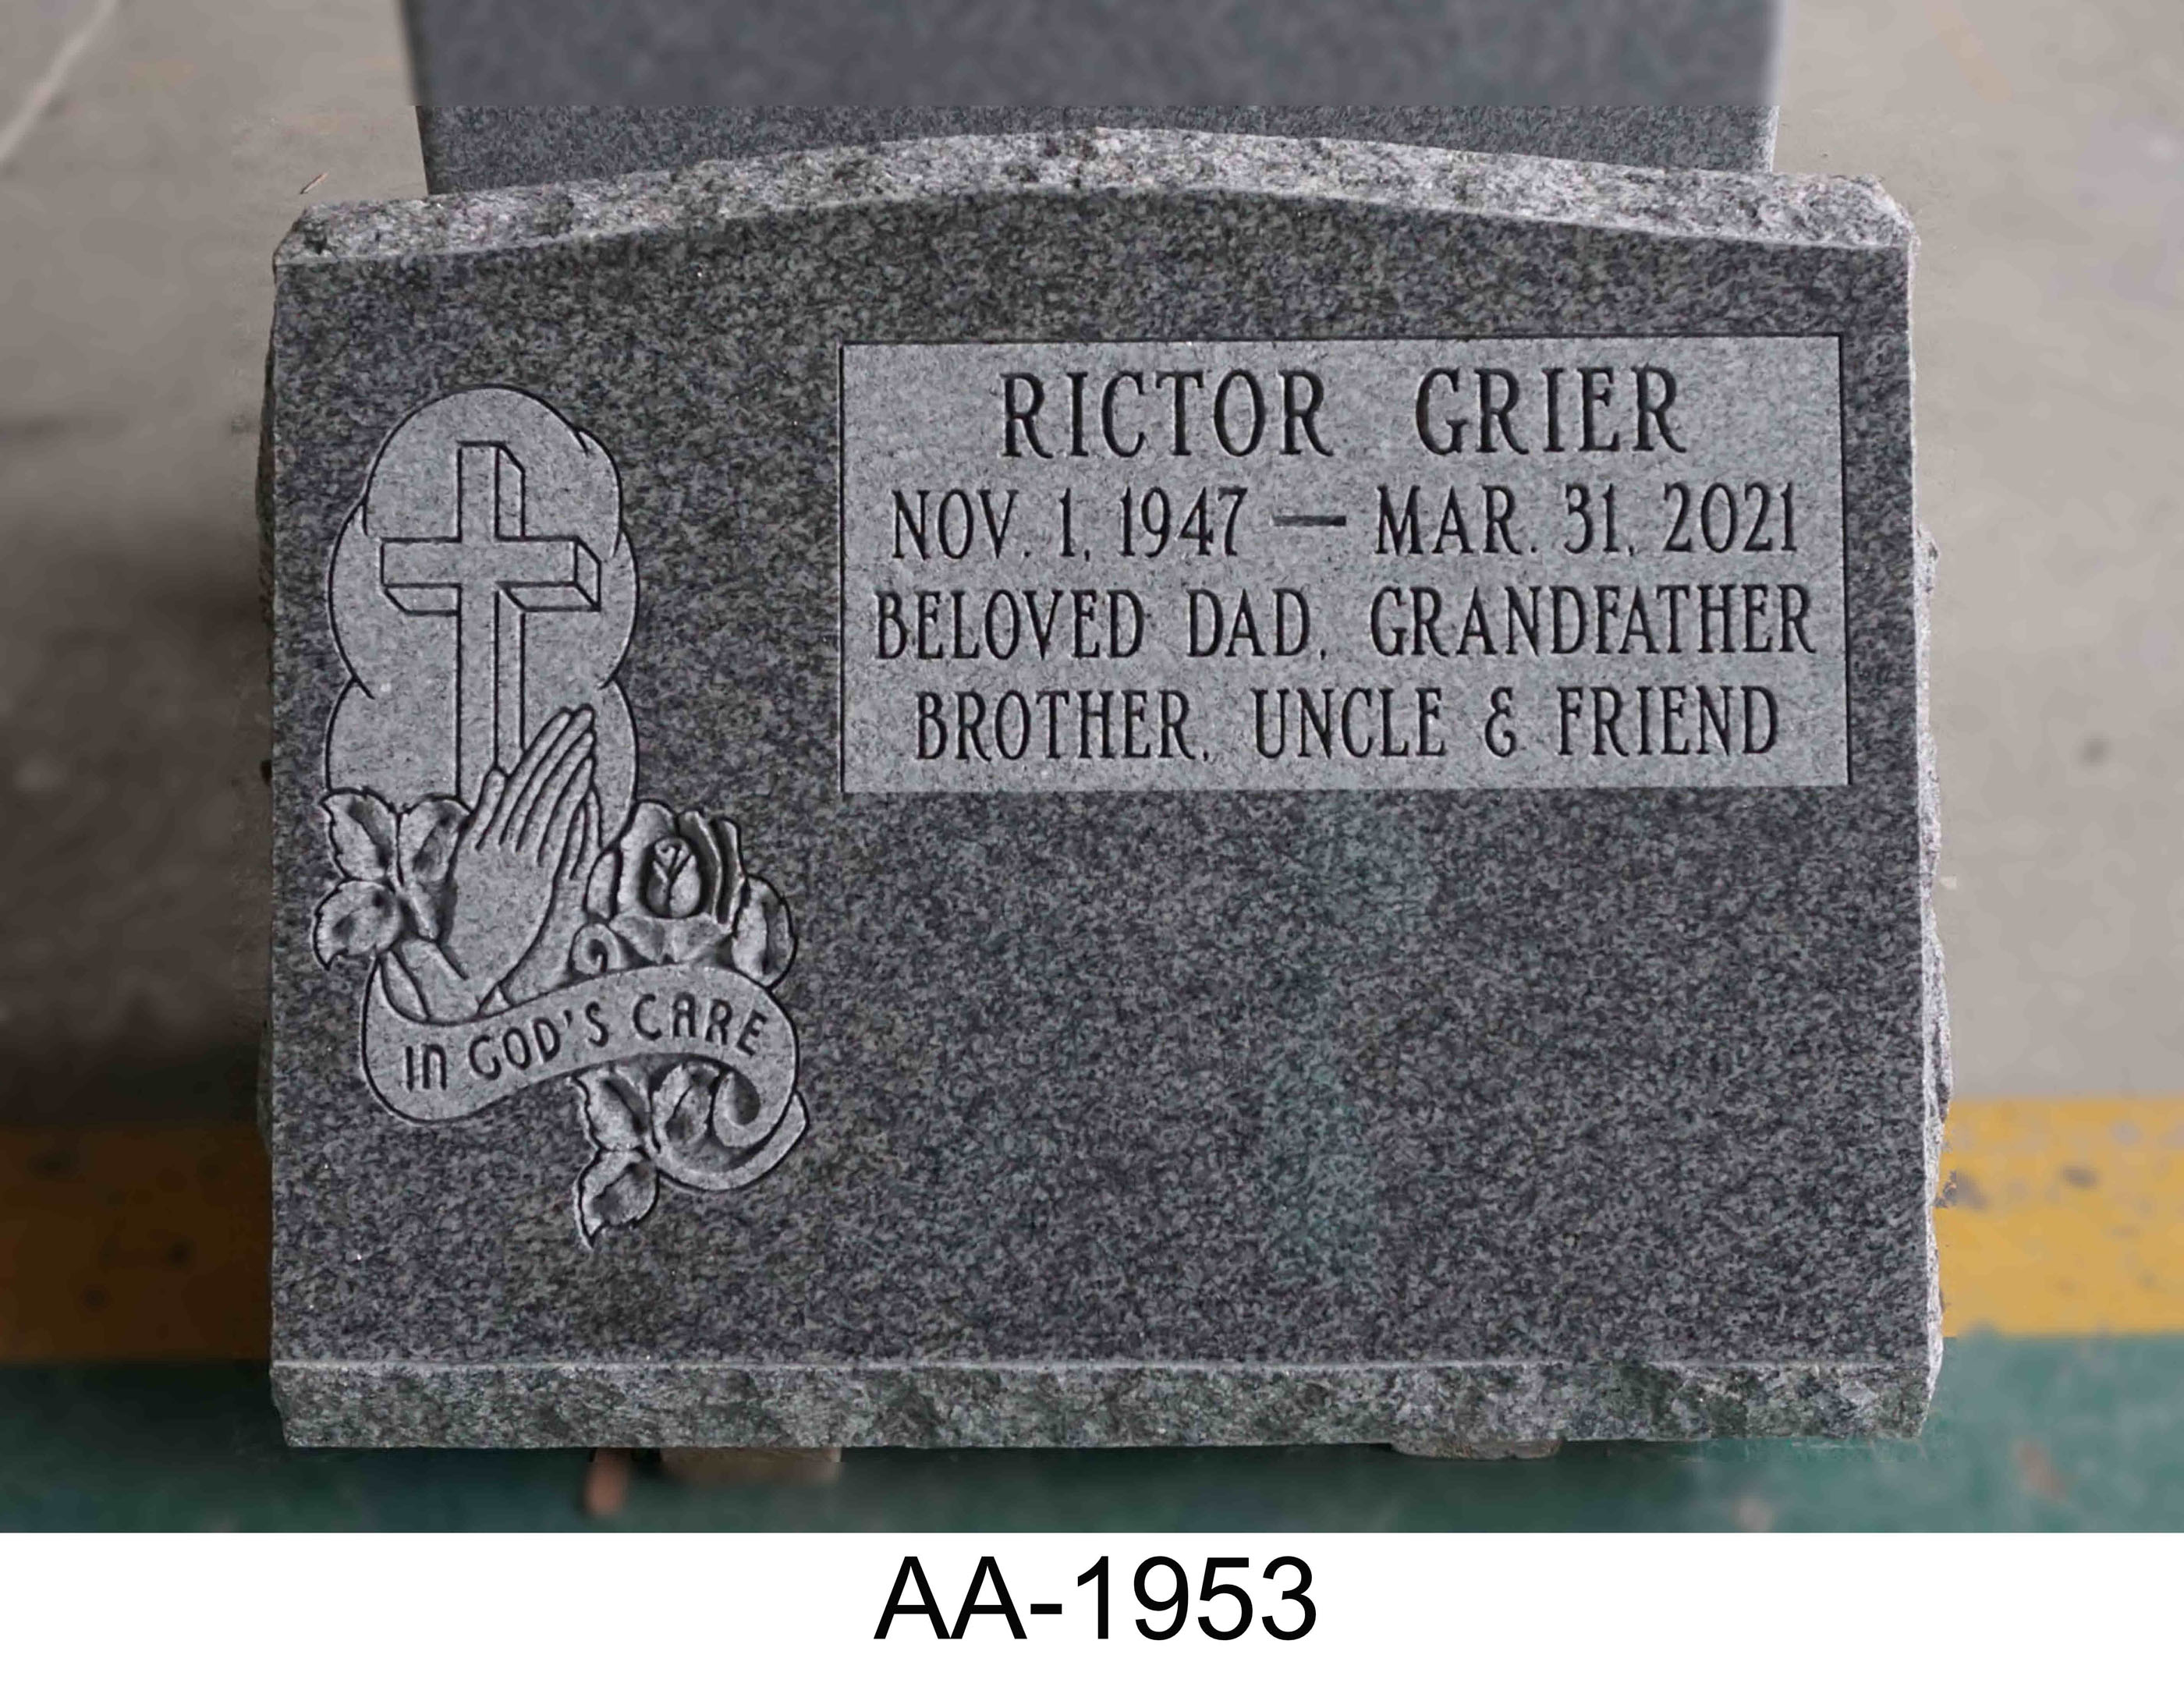 RICTOR GRIER
NOV. 1, 1947 — MAR. 31, 2021
BELOVED DAD, GRANDFATHER
BROTHER, UNCLE & FRIEND
IN GOD'S CARE
AA-1953